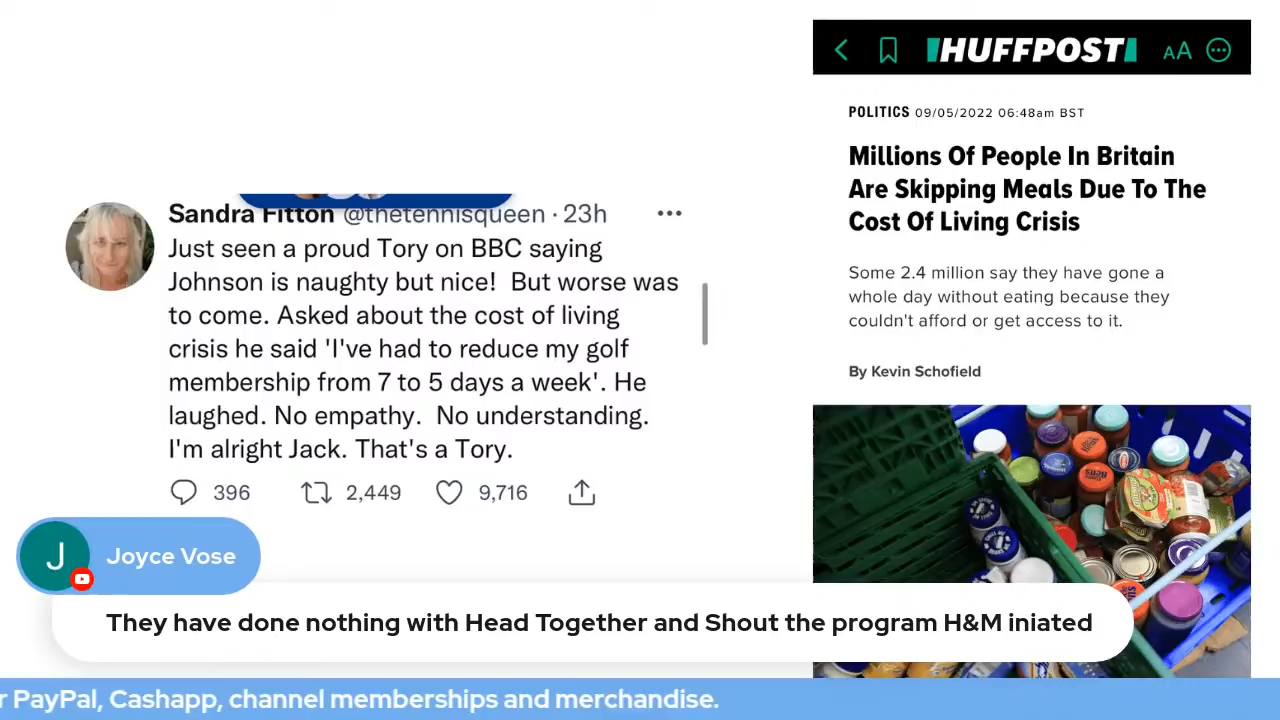 Sandra Fitton @thetennisqueen · 23h
Just seen a proud Tory on BBC saying
Johnson is naughty but nice!  But worse was
to come. Asked about the cost of living
crisis he said 'I've had to reduce my golf
membership from 7 to 5 days a week'. He
laughed. No empathy.  No understanding.
I'm alright Jack. That's a Tory.
396 2,449 9,716
HUFFPOST AA
POLITICS 09/05/2022 06:48am BST
Millions Of People In Britain
Are Skipping Meals Due To The
Cost Of Living Crisis
Some 2.4 million say they have gone a
whole day without eating because they
couldn't afford or get access to it.
By Kevin Schofield
J
Joyce Vose
They have done nothing with Head Together and Shout the program H&M iniated
r PayPal, Cashapp, channel memberships and merchandise.